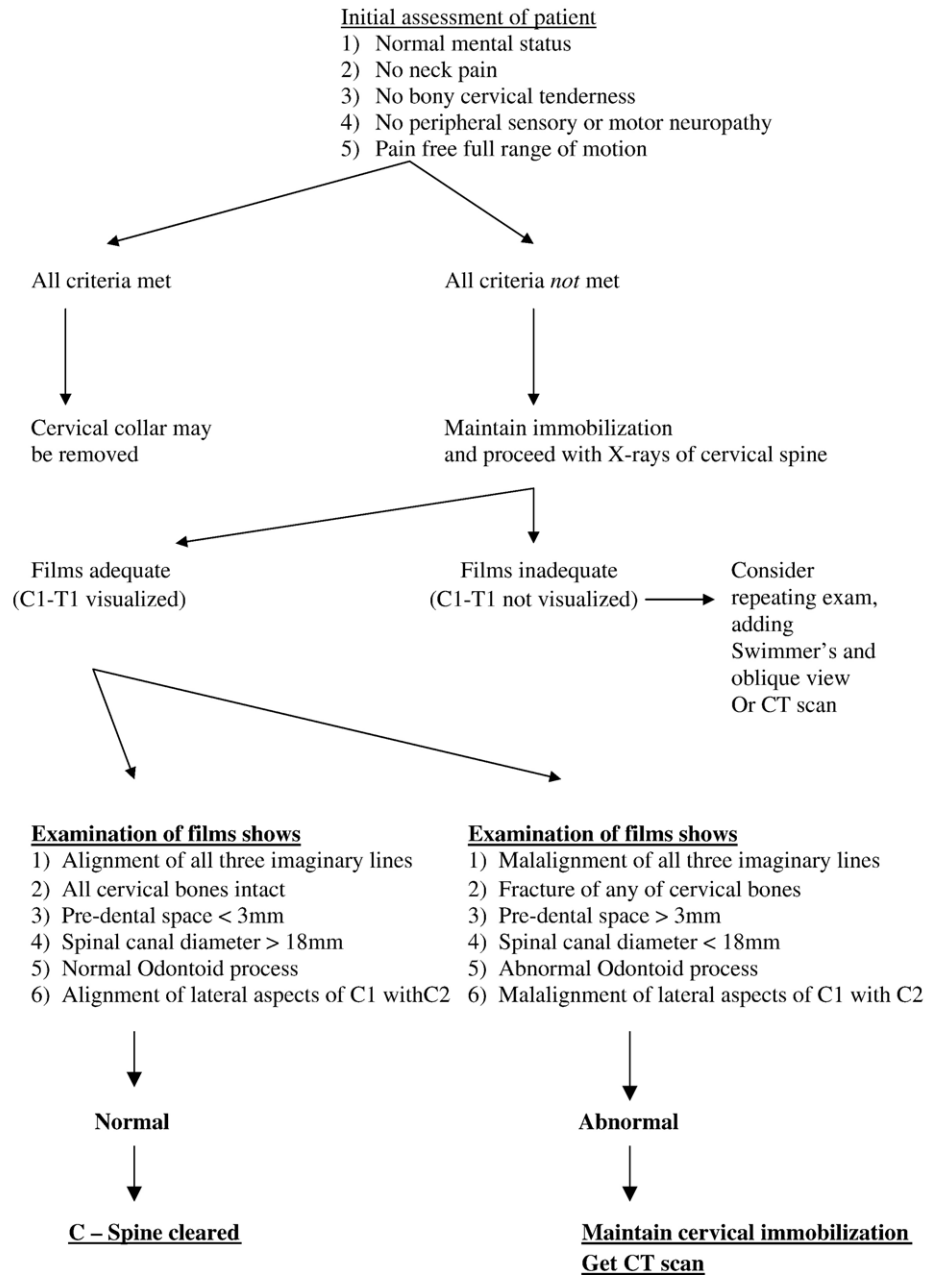 Initial assessment of patient
1) Normal mental status
2) No neck pain
3) No bony cervical tenderness
4) No peripheral sensory or motor neuropathy
5) Pain free full range of motion
All criteria met
All criteria not met
Cervical collar may
be removed
Maintain immobilization
and proceed with X-rays of cervical spine
Films adequate
(C1-T1 visualized)
Films inadequate
(C1-T1 not visualized)
Consider
repeating exam,
adding
Swimmer's and
oblique view
Or CT scan
Examination of films shows
1) Alignment of all three imaginary lines
2) All cervical bones intact
3) Pre-dental space < 3mm
4) Spinal canal diameter > 18mm
5) Normal Odontoid process
6) Alignment of lateral aspects of C1 withC2
Examination of films shows
1) Malalignment of all three imaginary lines
2) Fracture of any of cervical bones
3) Pre-dental space > 3mm
4) Spinal canal diameter < 18mm
5) Abnormal Odontoid process
6) Malalignment of lateral aspects of C1 with C2
Normal
Abnormal
C – Spine cleared
Maintain cervical immobilization
Get CT scan